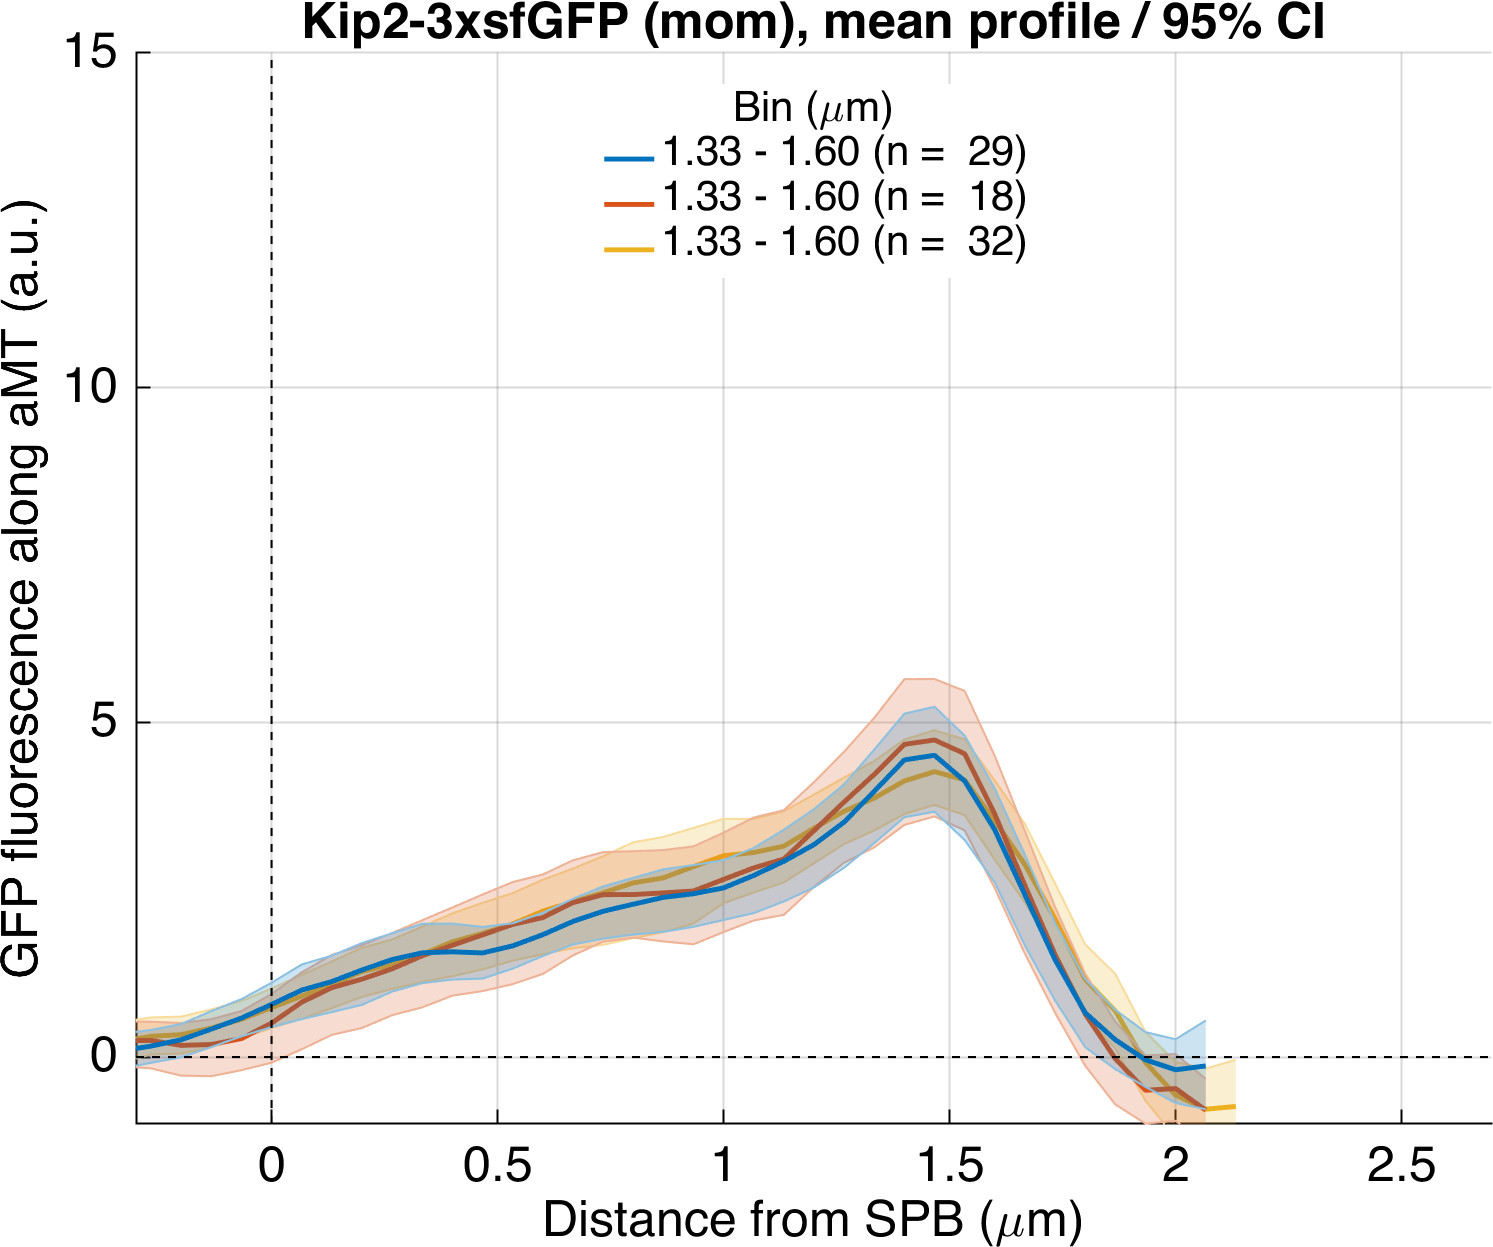 Kip2-3xsfGFP (mom), mean profile / 95% CI
15
10
5
0
GFP fluorescence along aMT (a.u.)
Bin (μm)
1.33 - 1.60 (n =  29)
1.33 - 1.60 (n =  18)
1.33 - 1.60 (n =  32)
0 0.5 1 1.5 2 2.5
Distance from SPB (μm)